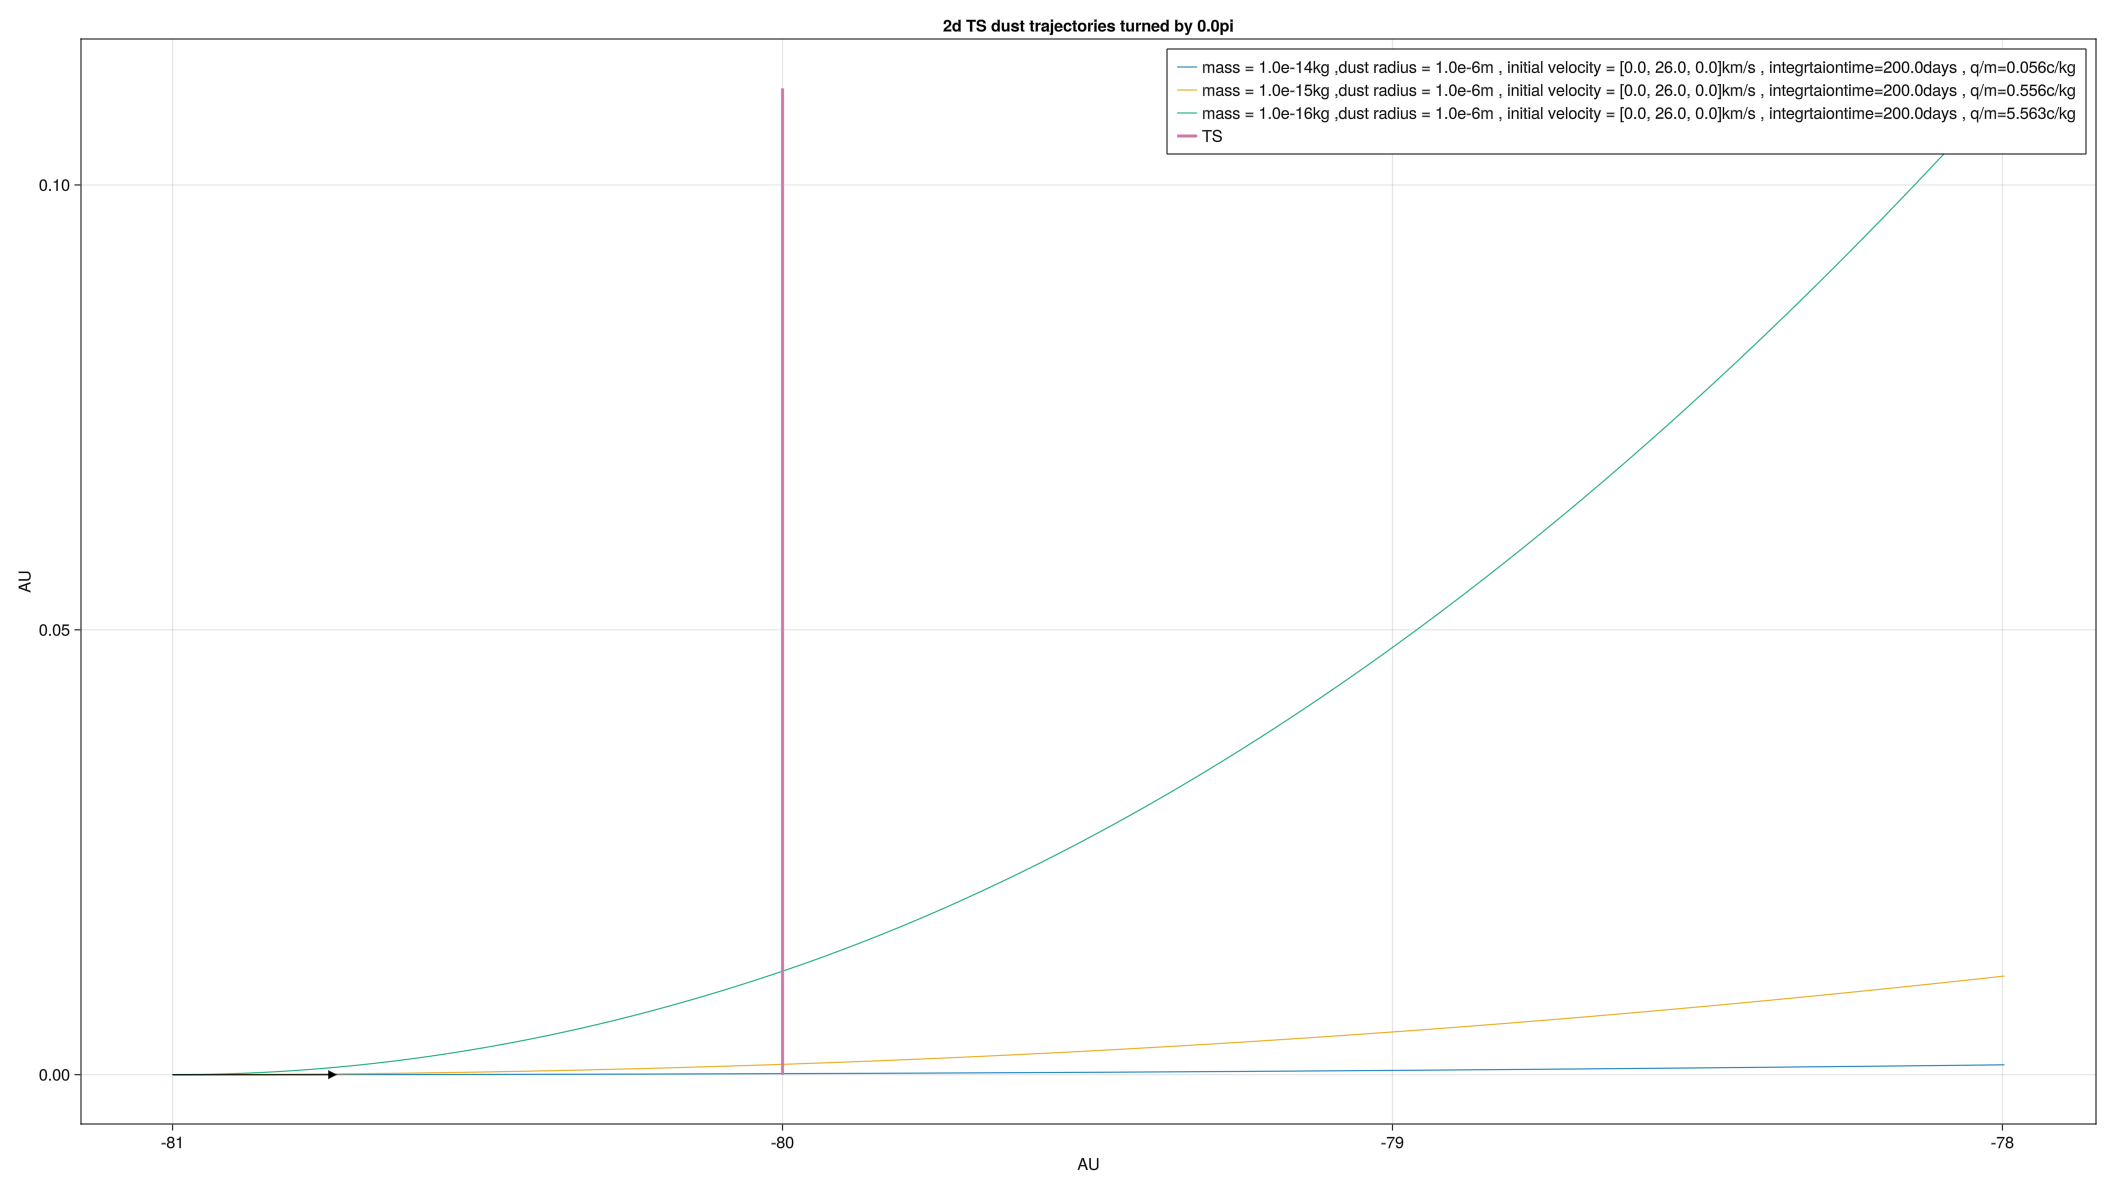 2d TS dust trajectories turned by 0.0pi
mass = 1.0e-14kg ,dust radius = 1.0e-6m , initial velocity = [0.0, 26.0, 0.0]km/s , integrtaiontime=200.0days , q/m=0.056c/kg
mass = 1.0e-15kg ,dust radius = 1.0e-6m , initial velocity = [0.0, 26.0, 0.0]km/s , integrtaiontime=200.0days , q/m=0.556c/kg
mass = 1.0e-16kg ,dust radius = 1.0e-6m , initial velocity = [0.0, 26.0, 0.0]km/s , integrtaiontime=200.0days , q/m=5.563c/kg
TS
0.10
0.05
0.00
AU
-81
-80
-79
-78
AU